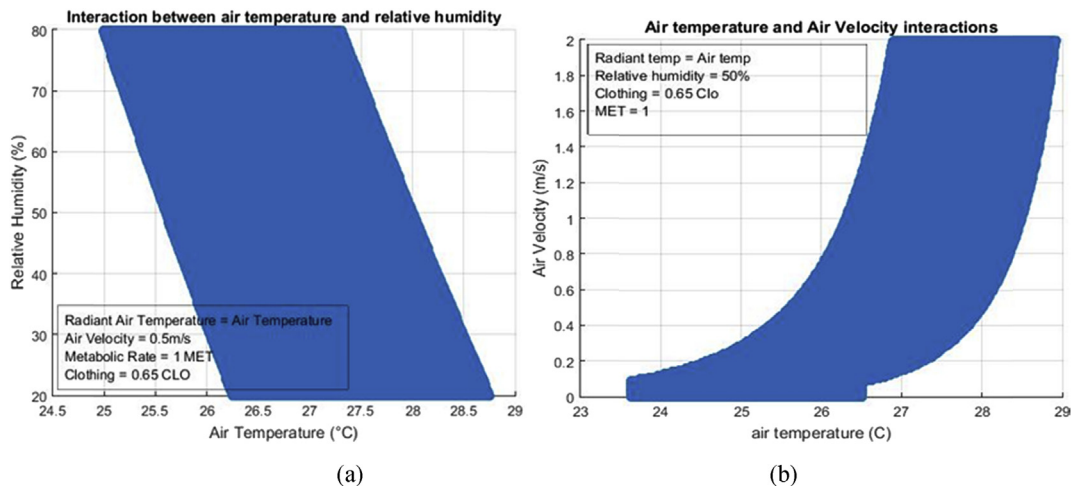 Interaction between air temperature and relative humidity
80
70
60
50
40
30
20
Relative Humidity (%)
Radiant Air Temperature = Air Temperature
Air Velocity = 0.5m/s
Metabolic Rate = 1 MET
Clothing = 0.65 CLO
24.5 25 25.5 26 26.5 27 27.5 28 28.5 29
Air Temperature (°C)
(a)
Air temperature and Air Velocity interactions
2
1.8
1.6
1.4
1.2
1
0.8
0.6
0.4
0.2
0
Air Velocity (m/s)
Radiant temp = Air temp
Relative humidity = 50%
Clothing = 0.65 Clo
MET = 1
23 24 25 26 27 28 29
air temperature (C)
(b)